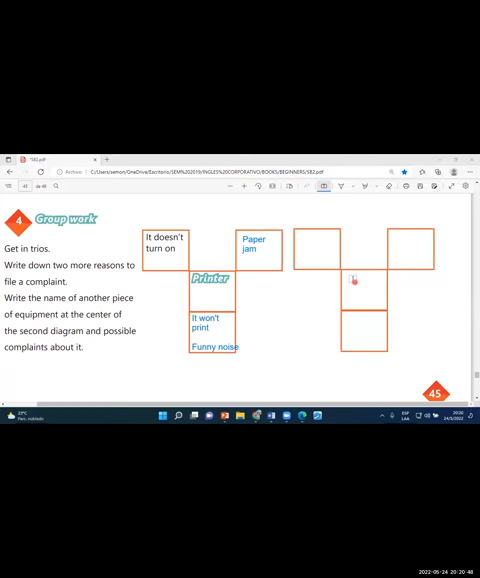 *SB2.pdf
Archivo
C:/Users/semon/OneDrive/Escritorio/SEM%202019/INGLES%20CORPORATIVO/BOOKS/BEGINNERS/SB2.pdf
45 de 48
4 Group work
Get in trios.
Write down two more reasons to
file a complaint.
Write the name of another piece
of equipment at the center of
the second diagram and possible
complaints about it.
It doesn't
turn on
Paper
jam
Printer
It won't
print
Funny noise
45
23°C
Parc. nublado
ESP
LAA
20:20
24/5/2022
2022-05-24 20:20:48